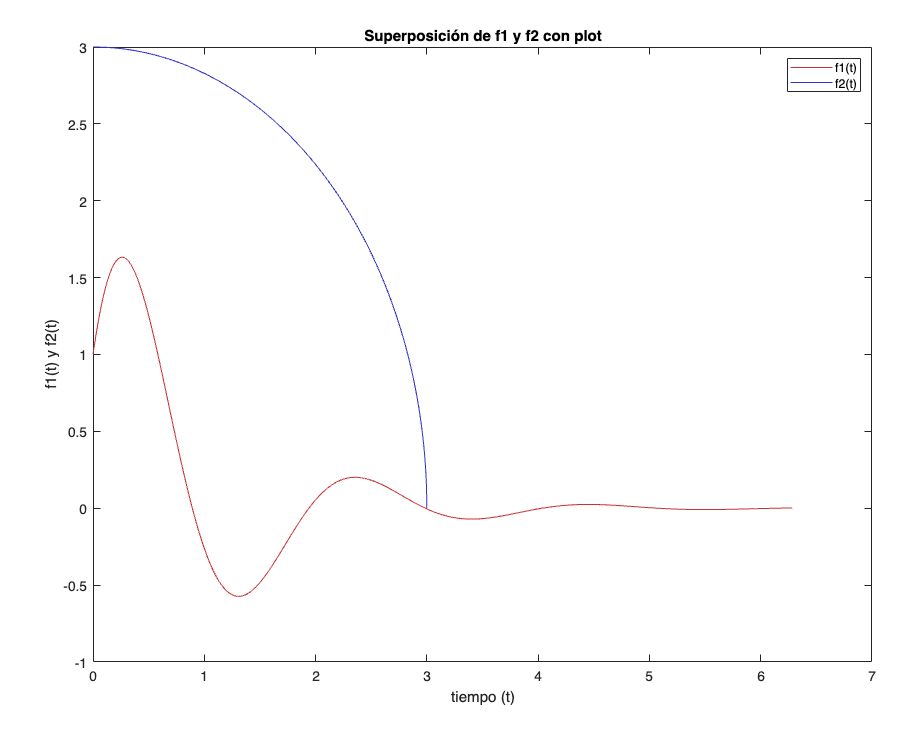 Superposición de f1 y f2 con plot
f1(t)
f2(t)
3
2.5
2
1.5
1
0.5
0
-0.5
-1
f1(t) y f2(t)
0 1 2 3 4 5 6 7
tiempo (t)